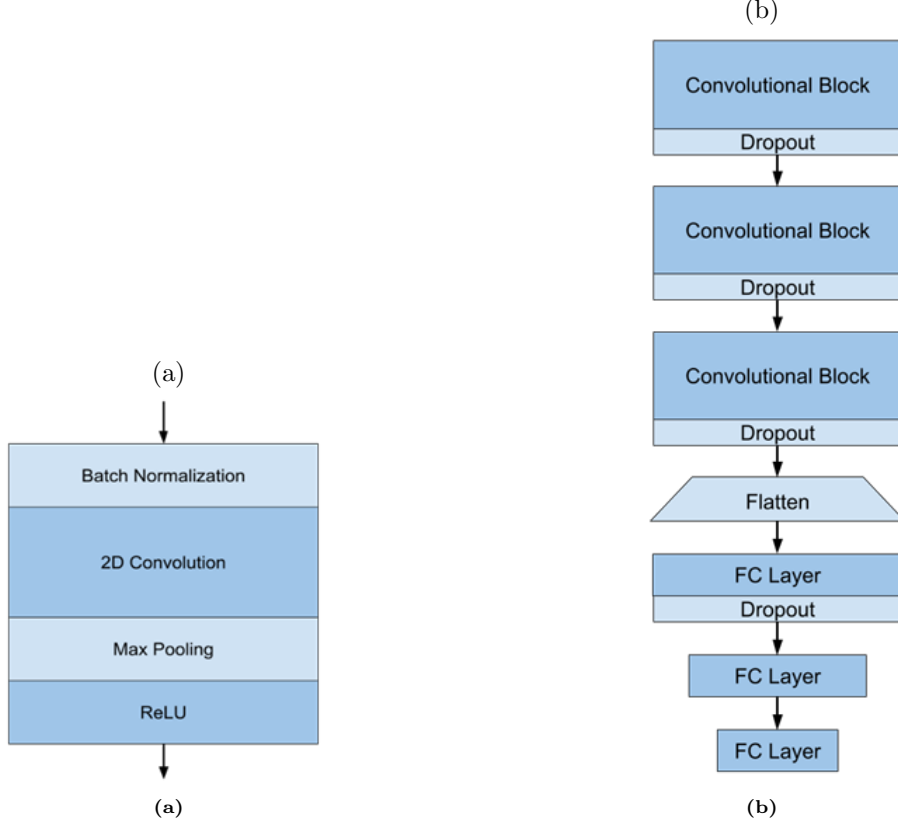 (a)
Batch Normalization
2D Convolution
Max Pooling
ReLU
(a)
(b)
Convolutional Block
Dropout
Convolutional Block
Dropout
Convolutional Block
Dropout
Flatten
FC Layer
Dropout
FC Layer
FC Layer
(b)